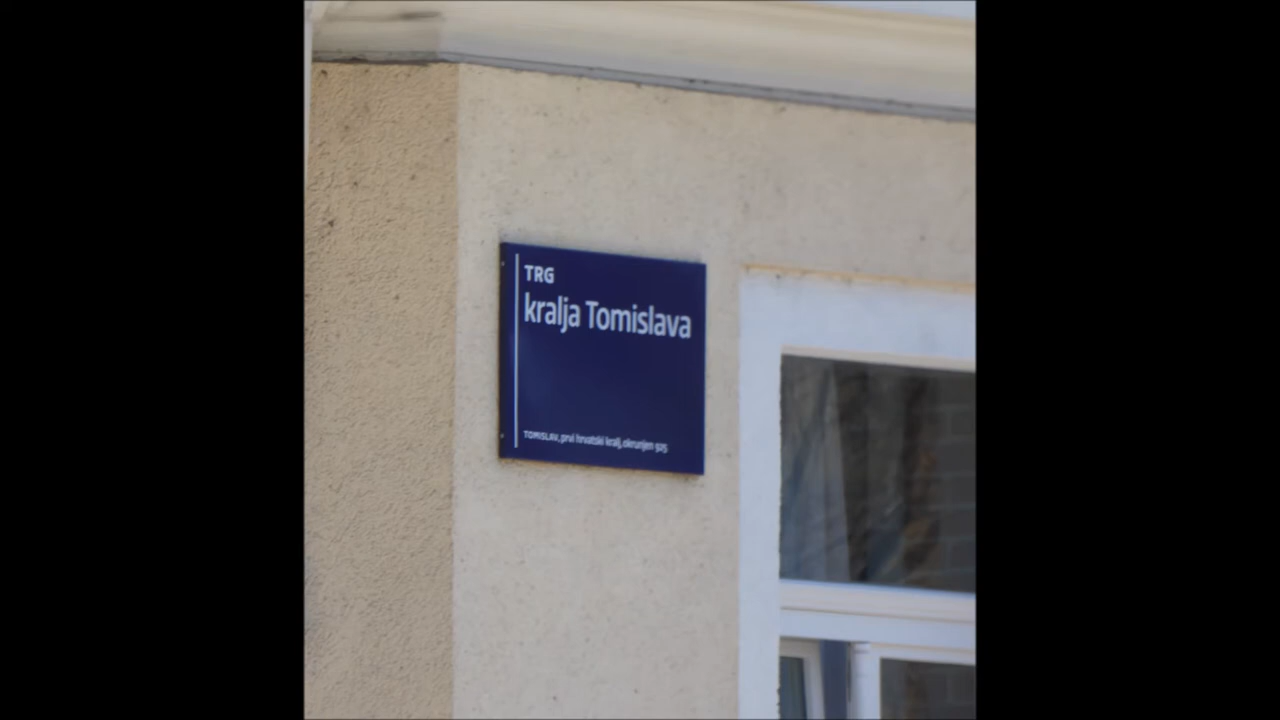 TRG
kralja Tomislava
TOMISLAV, prvi hrvatski kralj, okrunjen 925